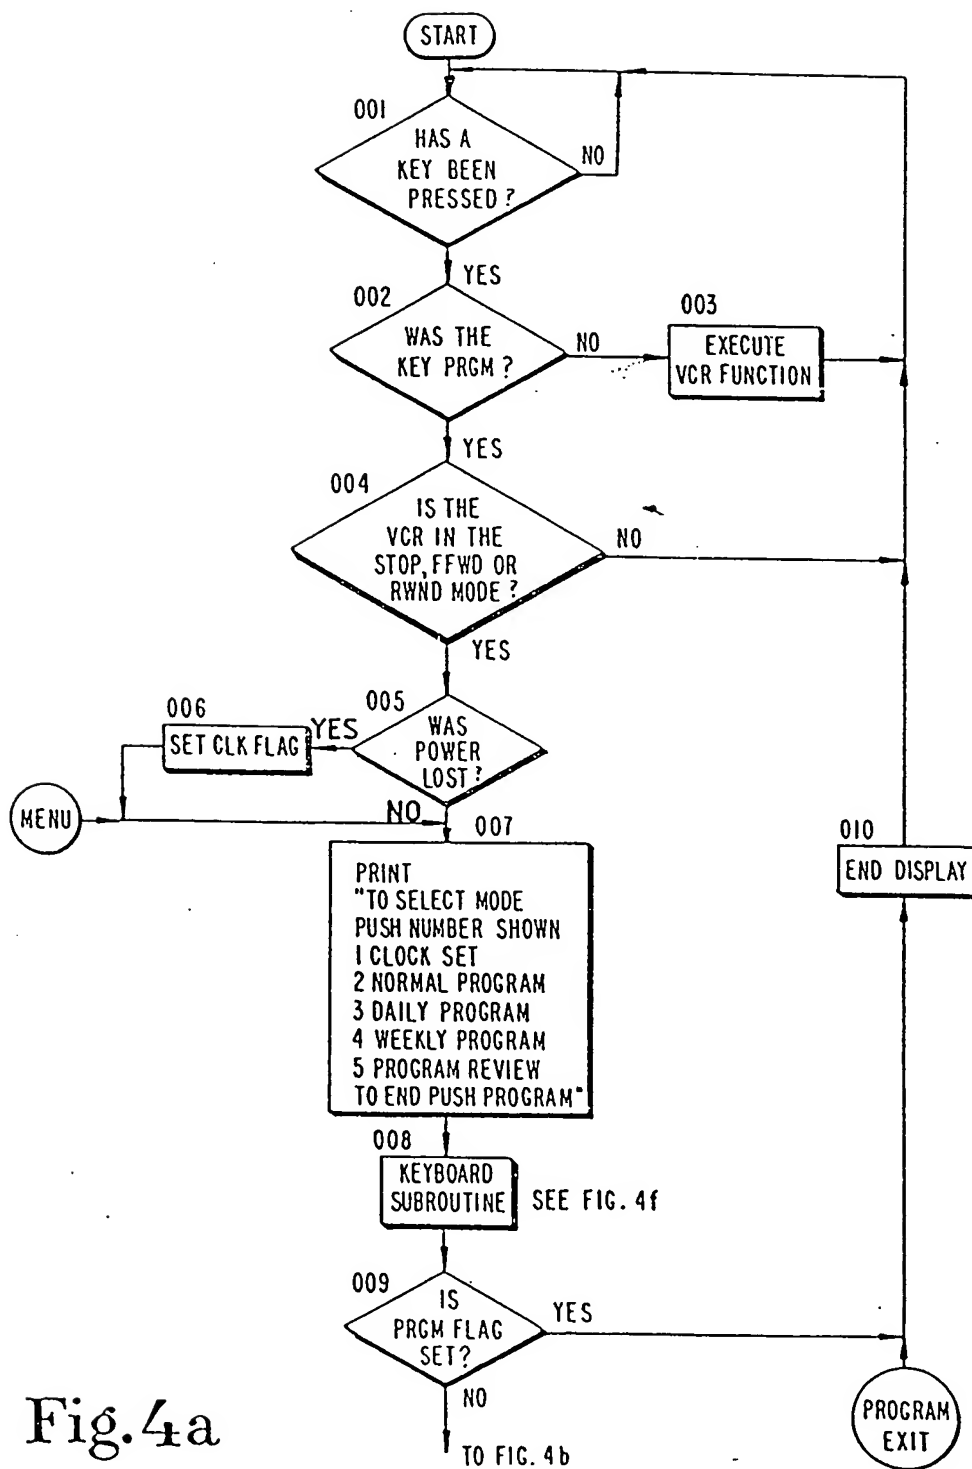 START
001
HAS A
KEY BEEN
PRESSED?
NO
YES
002
WAS THE
KEY PRGM?
NO
003
EXECUTE
VCR FUNCTION
YES
004
IS THE
VCR IN THE
STOP, FFWD OR
RWND MODE?
NO
YES
005
WAS
POWER
LOST?
YES
006
SET CLK FLAG
MENU
NO
007
PRINT
"TO SELECT MODE
PUSH NUMBER SHOWN
1 CLOCK SET
2 NORMAL PROGRAM
3 DAILY PROGRAM
4 WEEKLY PROGRAM
5 PROGRAM REVIEW
TO END PUSH PROGRAM"
010
END DISPLAY
008
KEYBOARD
SUBROUTINE
SEE FIG. 4f
009
IS
PRGM FLAG
SET?
YES
NO
PROGRAM
EXIT
TO FIG. 4b
Fig.4a